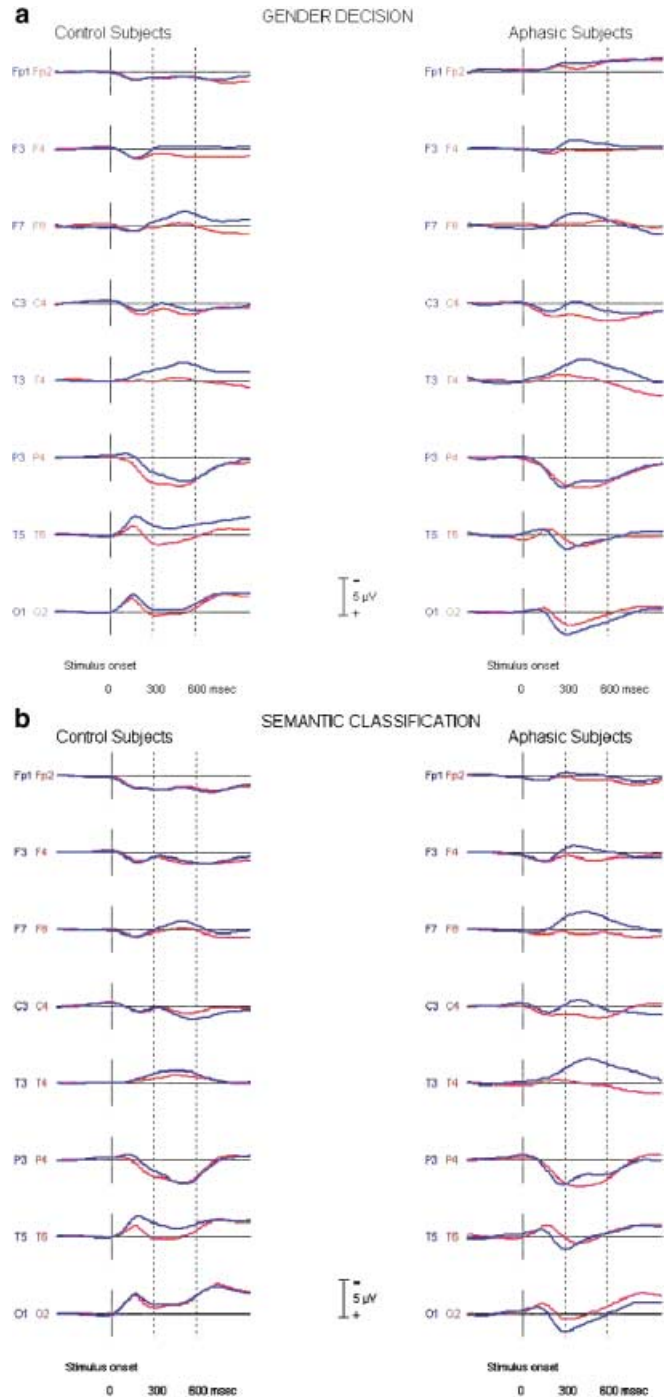 a
GENDER DECISION
Control Subjects
Aphasic Subjects
Fp1 Fp2
Fp1 Fp2
F3 F4
F3 F4
F7 F8
F7 F8
C3 C4
C3 C4
T3 T4
T3 T4
P3 P4
P3 P4
T5 T6
T5 T6
O1 O2
- 5 µV +
O1 O2
Stimulus onset
Stimulus onset
0 300 600 msec
0 300 600 msec
b
SEMANTIC CLASSIFICATION
Control Subjects
Aphasic Subjects
Fp1 Fp2
Fp1 Fp2
F3 F4
F3 F4
F7 F8
F7 F8
C3 C4
C3 C4
T3 T4
T3 T4
P3 P4
P3 P4
T5 T6
T5 T6
O1 O2
- 5 µV +
O1 O2
Stimulus onset
Stimulus onset
0 300 600 msec
0 300 600 msec